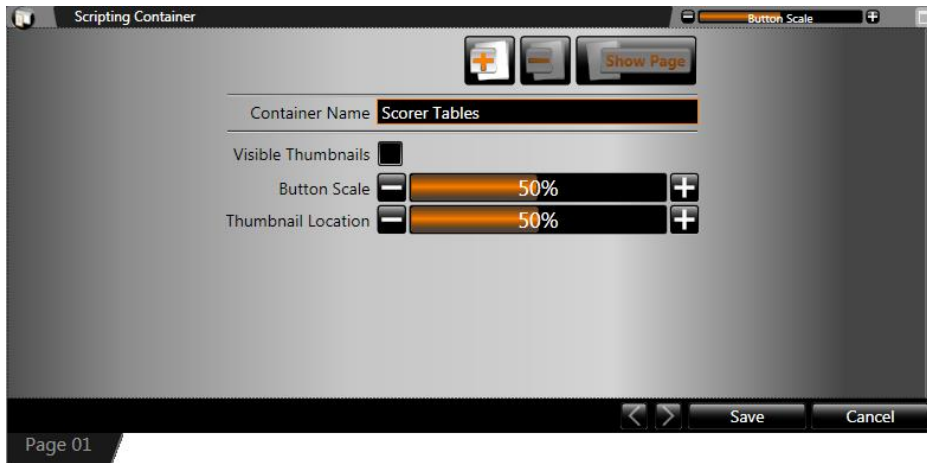 Scripting Container
Button Scale
Show Page
Container Name Scorer Tables
Visible Thumbnails
Button Scale 50%
Thumbnail Location 50%
Save Cancel
Page 01